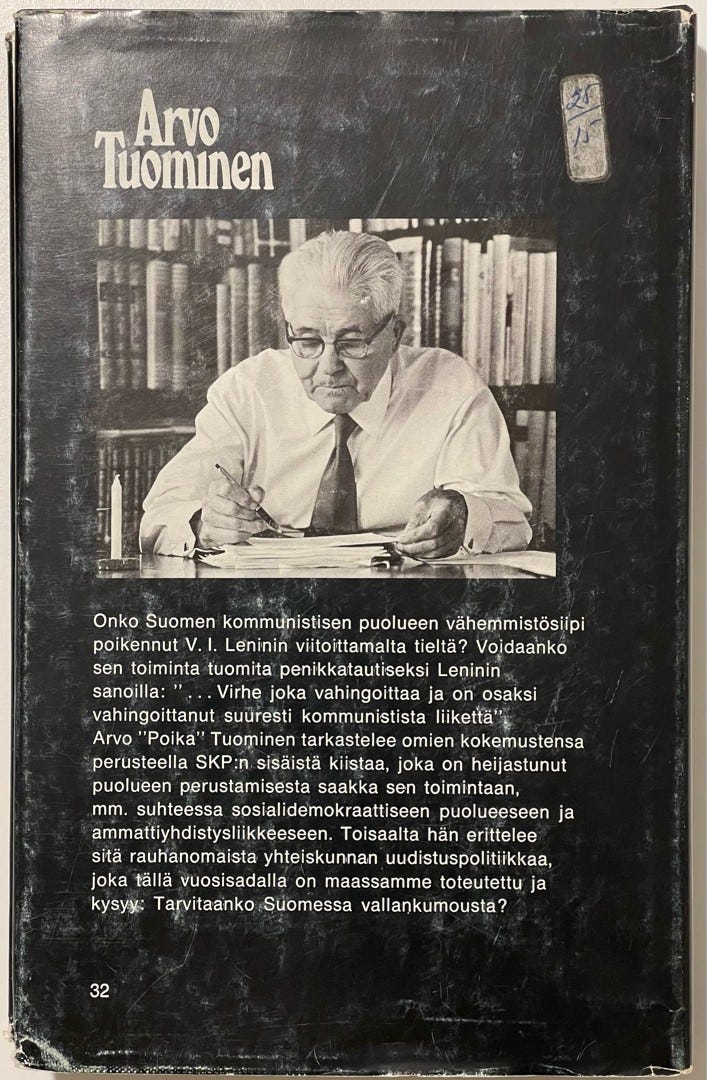 Arvo
Tuominen
25
15
Onko Suomen kommunistisen puolueen vähemmistösiipi
poikennut V. I. Leninin viitoittamalta tieltä? Voidaanko
sen toiminta tuomita penikkatautiseksi Leninin
sanoilla: ”... Virhe joka vahingoittaa ja on osaksi
vahingoittanut suuresti kommunistista liikettä”
Arvo ”Poika” Tuominen tarkastelee omien kokemustensa
perusteella SKP:n sisäistä kiistaa, joka on heijastunut
puolueen perustamisesta saakka sen toimintaan,
mm. suhteessa sosialidemokraattiseen puolueeseen ja
ammattiyhdistysliikkeeseen. Toisaalta hän erittelee
sitä rauhanomaista yhteiskunnan uudistuspolitiikkaa,
joka tällä vuosisadalla on maassamme toteutettu ja
kysyy: Tarvitaanko Suomessa vallankumousta?
32